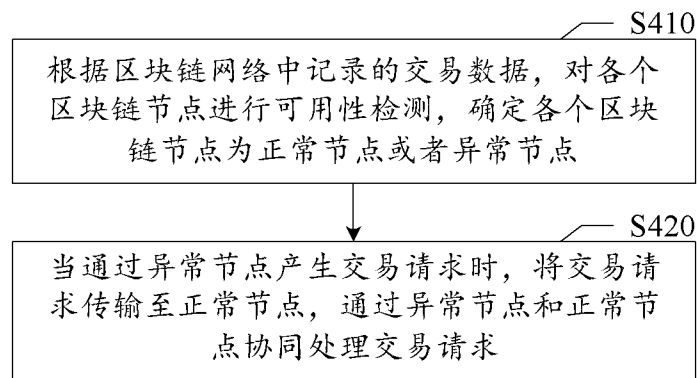 S410
根据区块链网络中记录的交易数据，对各个
区块链节点进行可用性检测，确定各个区块
链节点为正常节点或者异常节点
S420
当通过异常节点产生交易请求时，将交易请
求传输至正常节点，通过异常节点和正常节
点协同处理交易请求